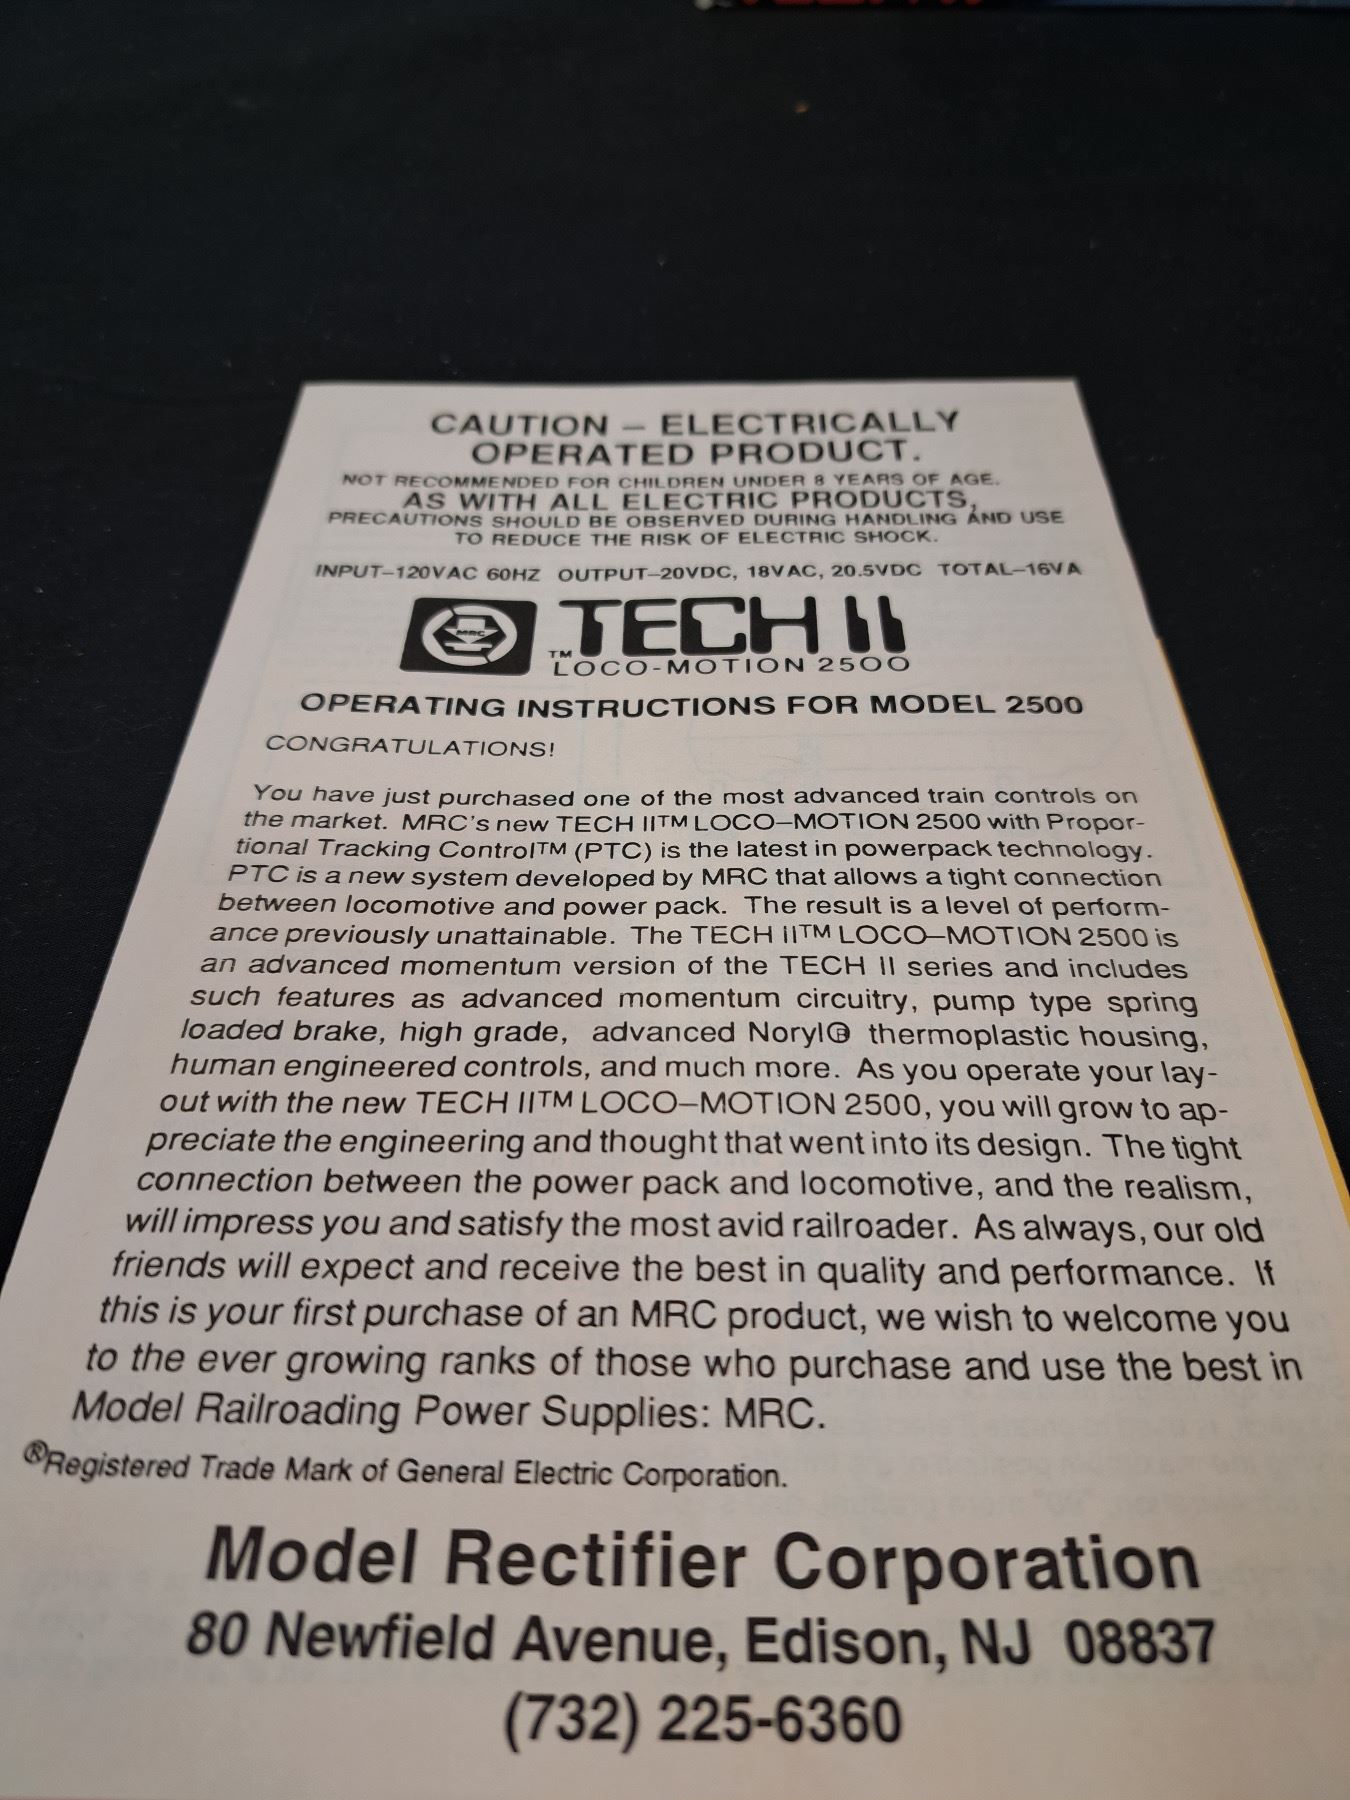 CAUTION – ELECTRICALLY
OPERATED PRODUCT.
NOT RECOMMENDED FOR CHILDREN UNDER 8 YEARS OF AGE.
AS WITH ALL ELECTRIC PRODUCTS,
PRECAUTIONS SHOULD BE OBSERVED DURING HANDLING AND USE
TO REDUCE THE RISK OF ELECTRIC SHOCK.
INPUT–120VAC 60HZ OUTPUT–20VDC, 18VAC, 20.5VDC TOTAL–16VA
MRC
TECH II
™ LOCO-MOTION 2500
OPERATING INSTRUCTIONS FOR MODEL 2500
CONGRATULATIONS!
You have just purchased one of the most advanced train controls on
the market. MRC's new TECH II™ LOCO–MOTION 2500 with Propor-
tional Tracking Control™ (PTC) is the latest in powerpack technology.
PTC is a new system developed by MRC that allows a tight connection
between locomotive and power pack. The result is a level of perform-
ance previously unattainable. The TECH II™ LOCO–MOTION 2500 is
an advanced momentum version of the TECH II series and includes
such features as advanced momentum circuitry, pump type spring
loaded brake, high grade, advanced Noryl® thermoplastic housing,
human engineered controls, and much more. As you operate your lay-
out with the new TECH II™ LOCO–MOTION 2500, you will grow to ap-
preciate the engineering and thought that went into its design. The tight
connection between the power pack and locomotive, and the realism,
will impress you and satisfy the most avid railroader. As always, our old
friends will expect and receive the best in quality and performance. If
this is your first purchase of an MRC product, we wish to welcome you
to the ever growing ranks of those who purchase and use the best in
Model Railroading Power Supplies: MRC.
®Registered Trade Mark of General Electric Corporation.
Model Rectifier Corporation
80 Newfield Avenue, Edison, NJ 08837
(732) 225-6360